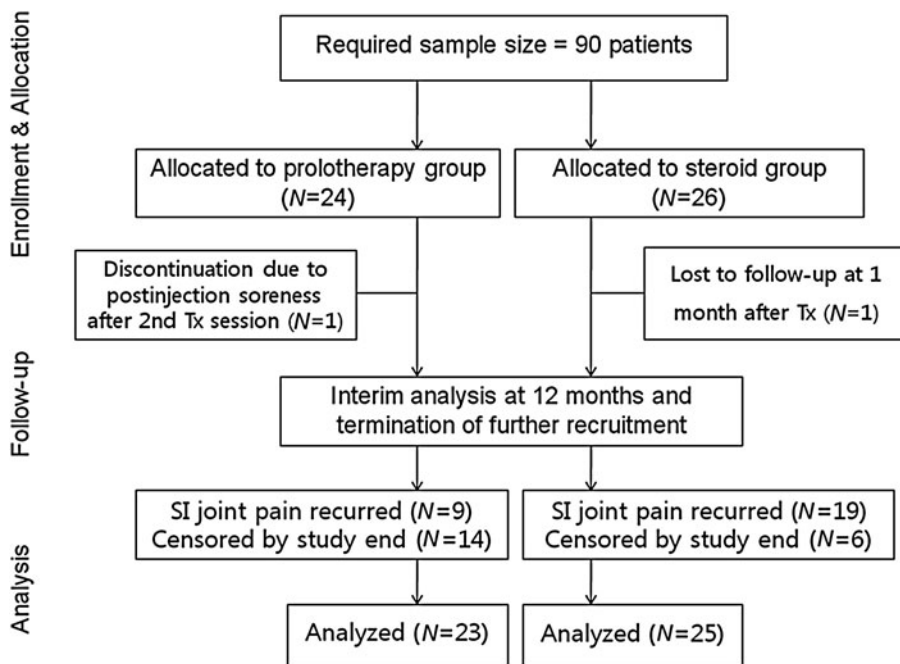 Enrollment & Allocation
Required sample size = 90 patients
Allocated to prolotherapy group
(N=24)
Allocated to steroid group
(N=26)
Discontinuation due to
postinjection soreness
after 2nd Tx session (N=1)
Lost to follow-up at 1
month after Tx (N=1)
Follow-up
Interim analysis at 12 months and
termination of further recruitment
Analysis
SI joint pain recurred (N=9)
Censored by study end (N=14)
SI joint pain recurred (N=19)
Censored by study end (N=6)
Analyzed (N=23)
Analyzed (N=25)